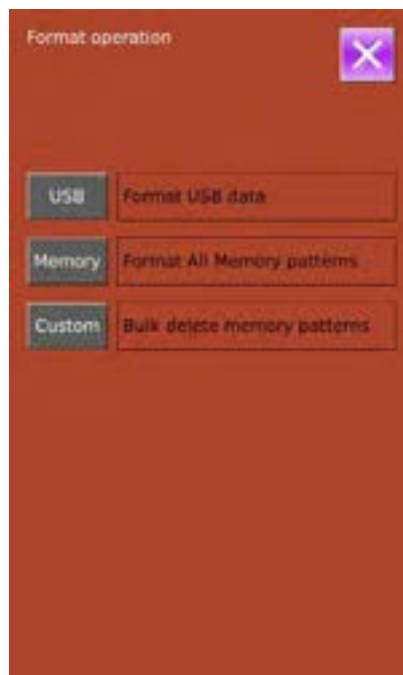 Format operation
USB Format USB data
Memory Format All Memory patterns
Custom Bulk delete memory patterns